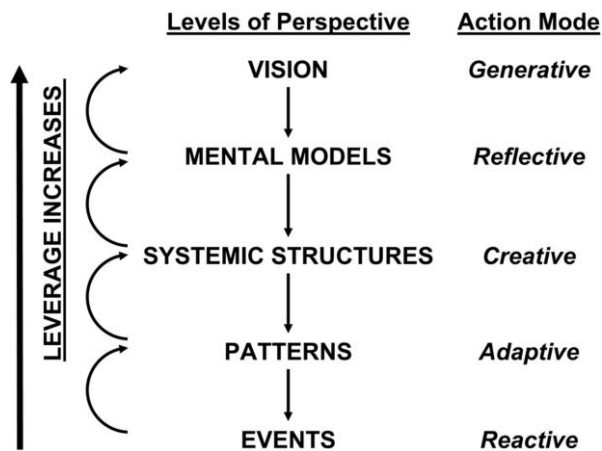 Levels of Perspective Action Mode
VISION Generative
MENTAL MODELS Reflective
SYSTEMIC STRUCTURES Creative
PATTERNS Adaptive
EVENTS Reactive
LEVERAGE INCREASES